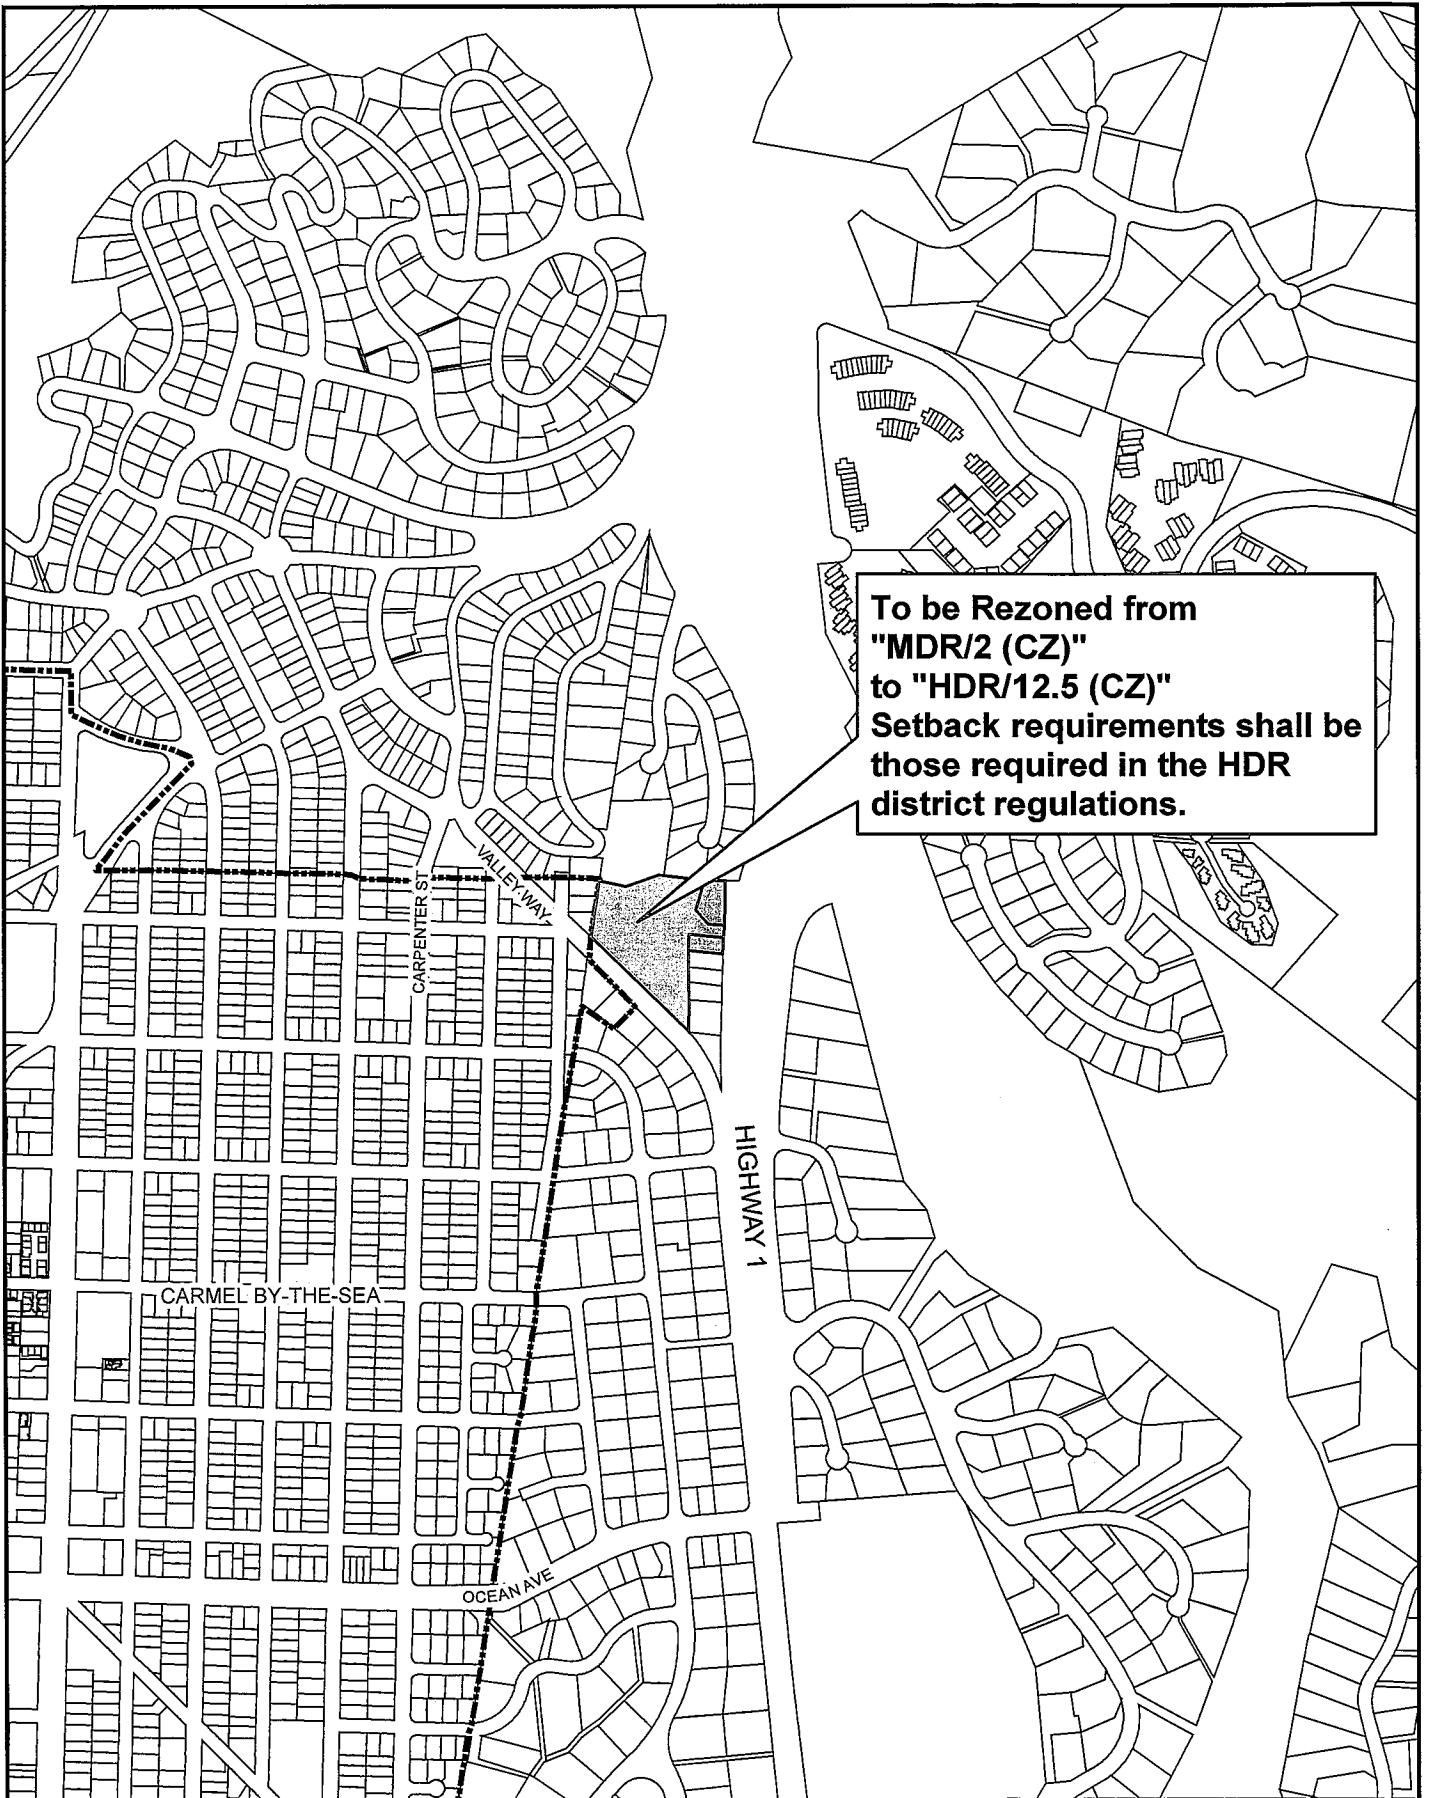 To be Rezoned from
"MDR/2 (CZ)"
to "HDR/12.5 (CZ)"
Setback requirements shall be
those required in the HDR
district regulations.
VALLEY WAY
CARPENTER ST
HIGHWAY 1
CARMEL BY-THE-SEA
OCEAN AVE